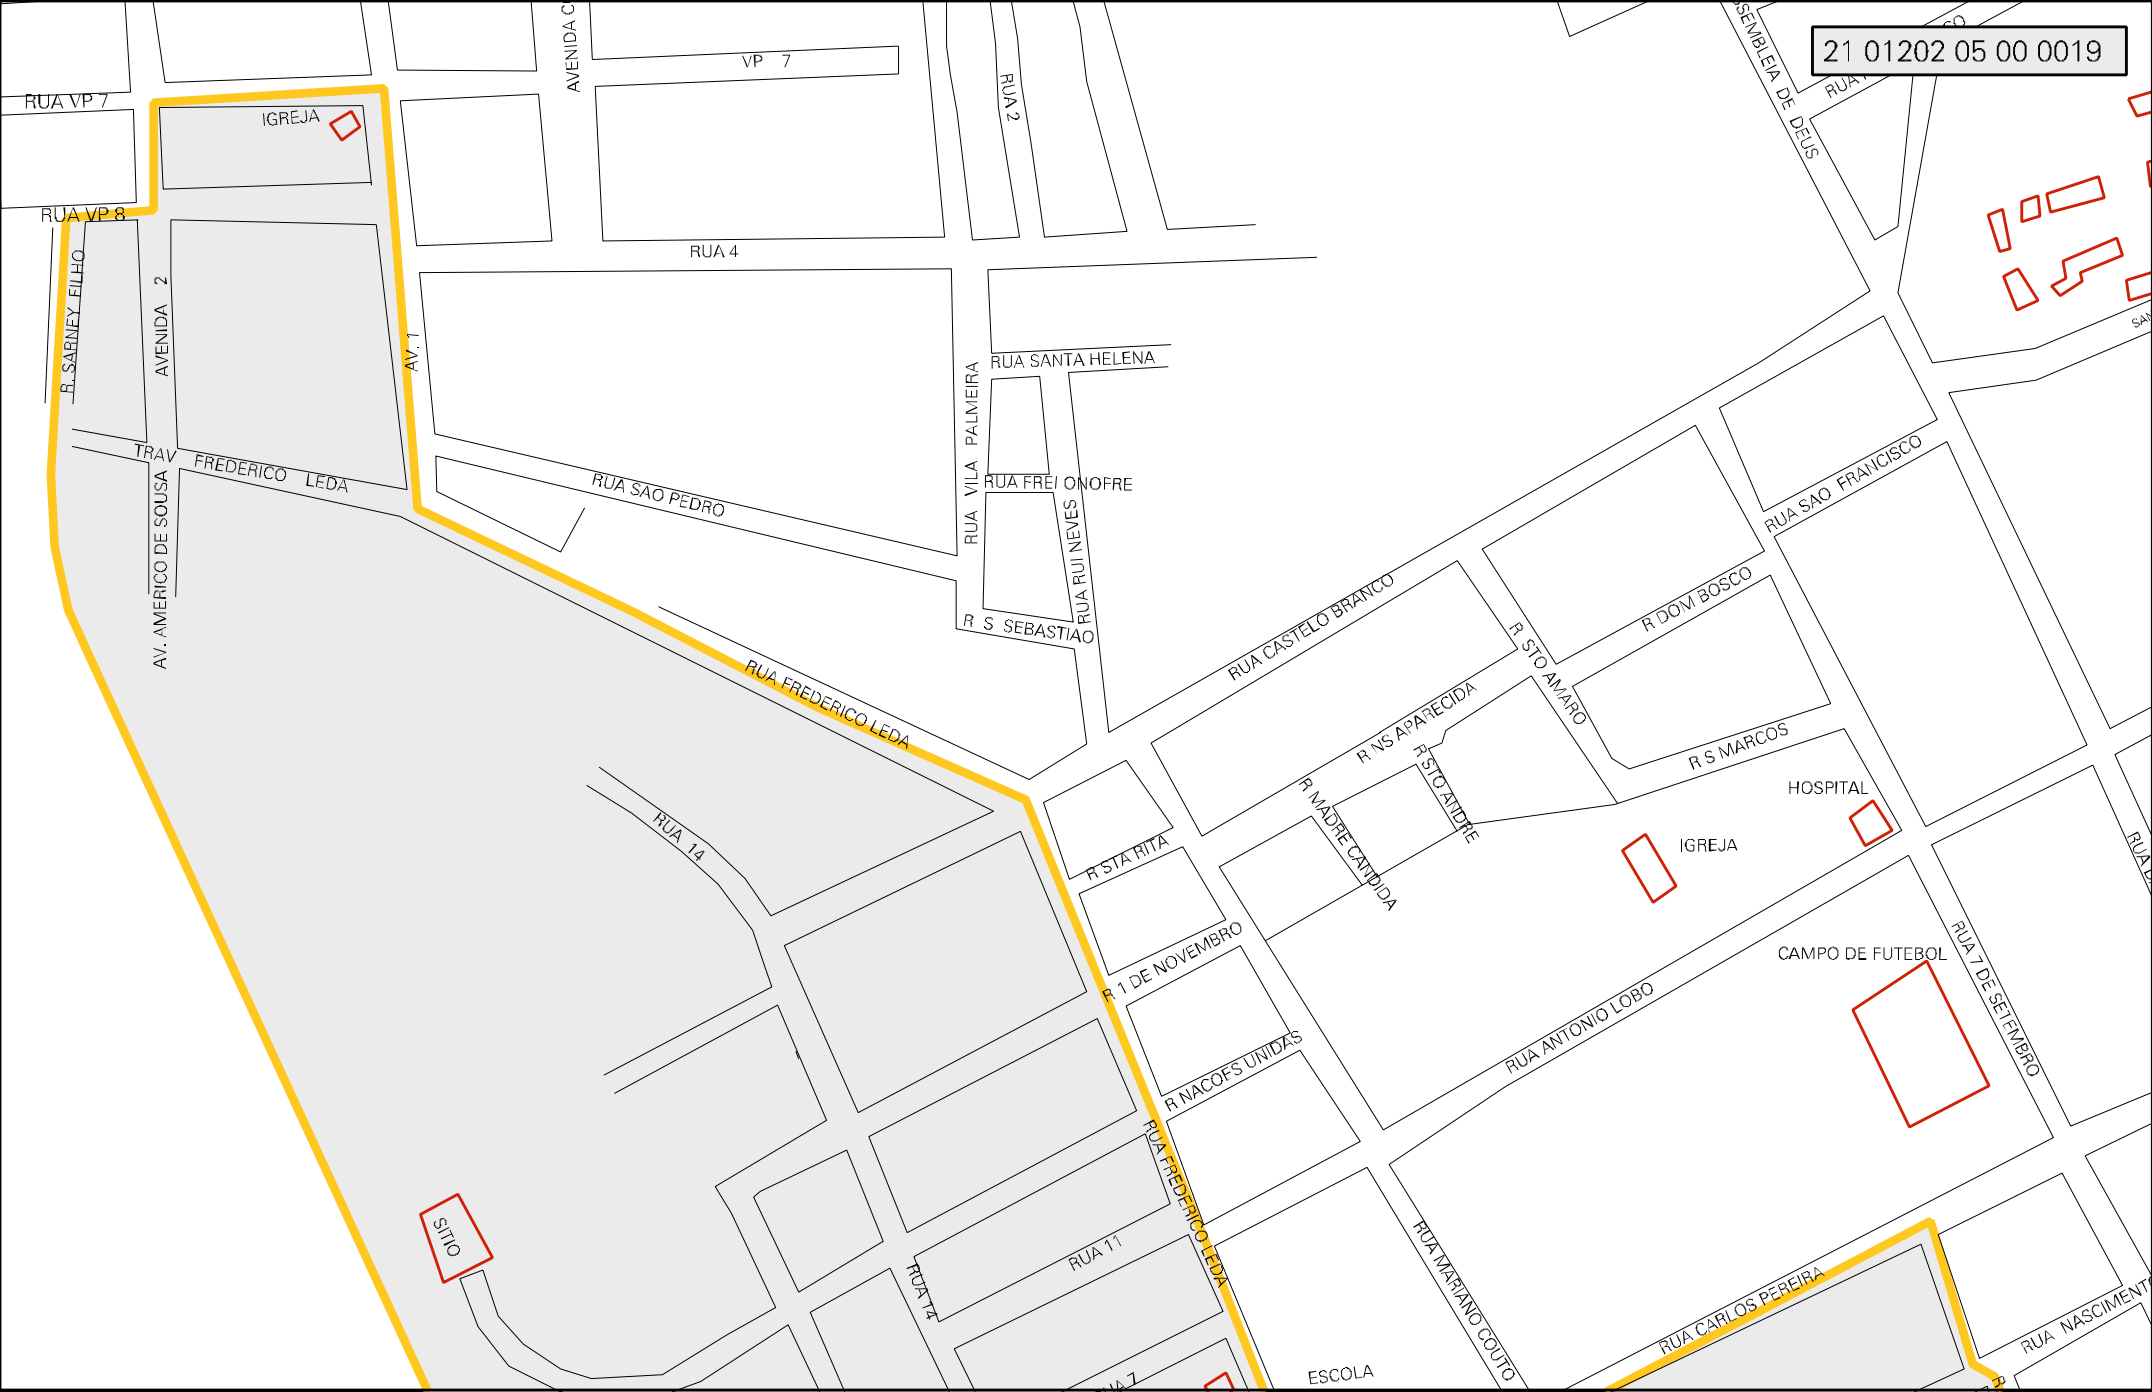 21 01202 05 00 0019
VP 7
RUA VP 7
IGREJA
RUA 2
DEUS
DE
RUA VP 8
RUA 4
R. SARNEY FILHO
AVENIDA 2
AV. 1
RUA SANTA HELENA
RUA VILA PALMEIRA
TRAV FREDERICO LEDA
AV. AMERICO DE SOUSA
RUA SAO PEDRO
RUA FREI ONOFRE
RUA RUI NEVES
R S SEBASTIAO
RUA SAO FRANCISCO
RUA CASTELO BRANCO
R DOM BOSCO
R STO AMARO
RUA FREDERICO LEDA
R NS APARECIDA
R STO ANDRE
R S MARCOS
R MADRE CANDIDA
HOSPITAL
IGREJA
RUA 14
R STA RITA
R 1 DE NOVEMBRO
CAMPO DE FUTEBOL
RUA 7 DE SETEMBRO
RUA ANTONIO LOBO
R NACOFS UNIDAS
RUA FREDERICO LEDA
SITIO
RUA 11
RUA 14
RUA MARIANO COUTO
RUA CARLOS PEREIRA
RUA NASCIMENTO
ESCOLA